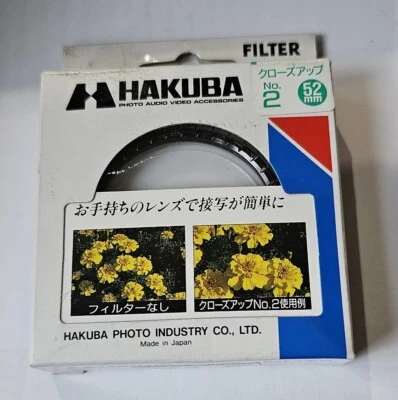 FILTER
HAKUBA
PHOTO AUDIO VIDEO ACCESSORIES
クローズアップ
No.
2
52
mm
お手持ちのレンズで接写が簡単に
フィルターなし
クローズアップNo.2使用例
HAKUBA PHOTO INDUSTRY CO., LTD.
Made in Japan